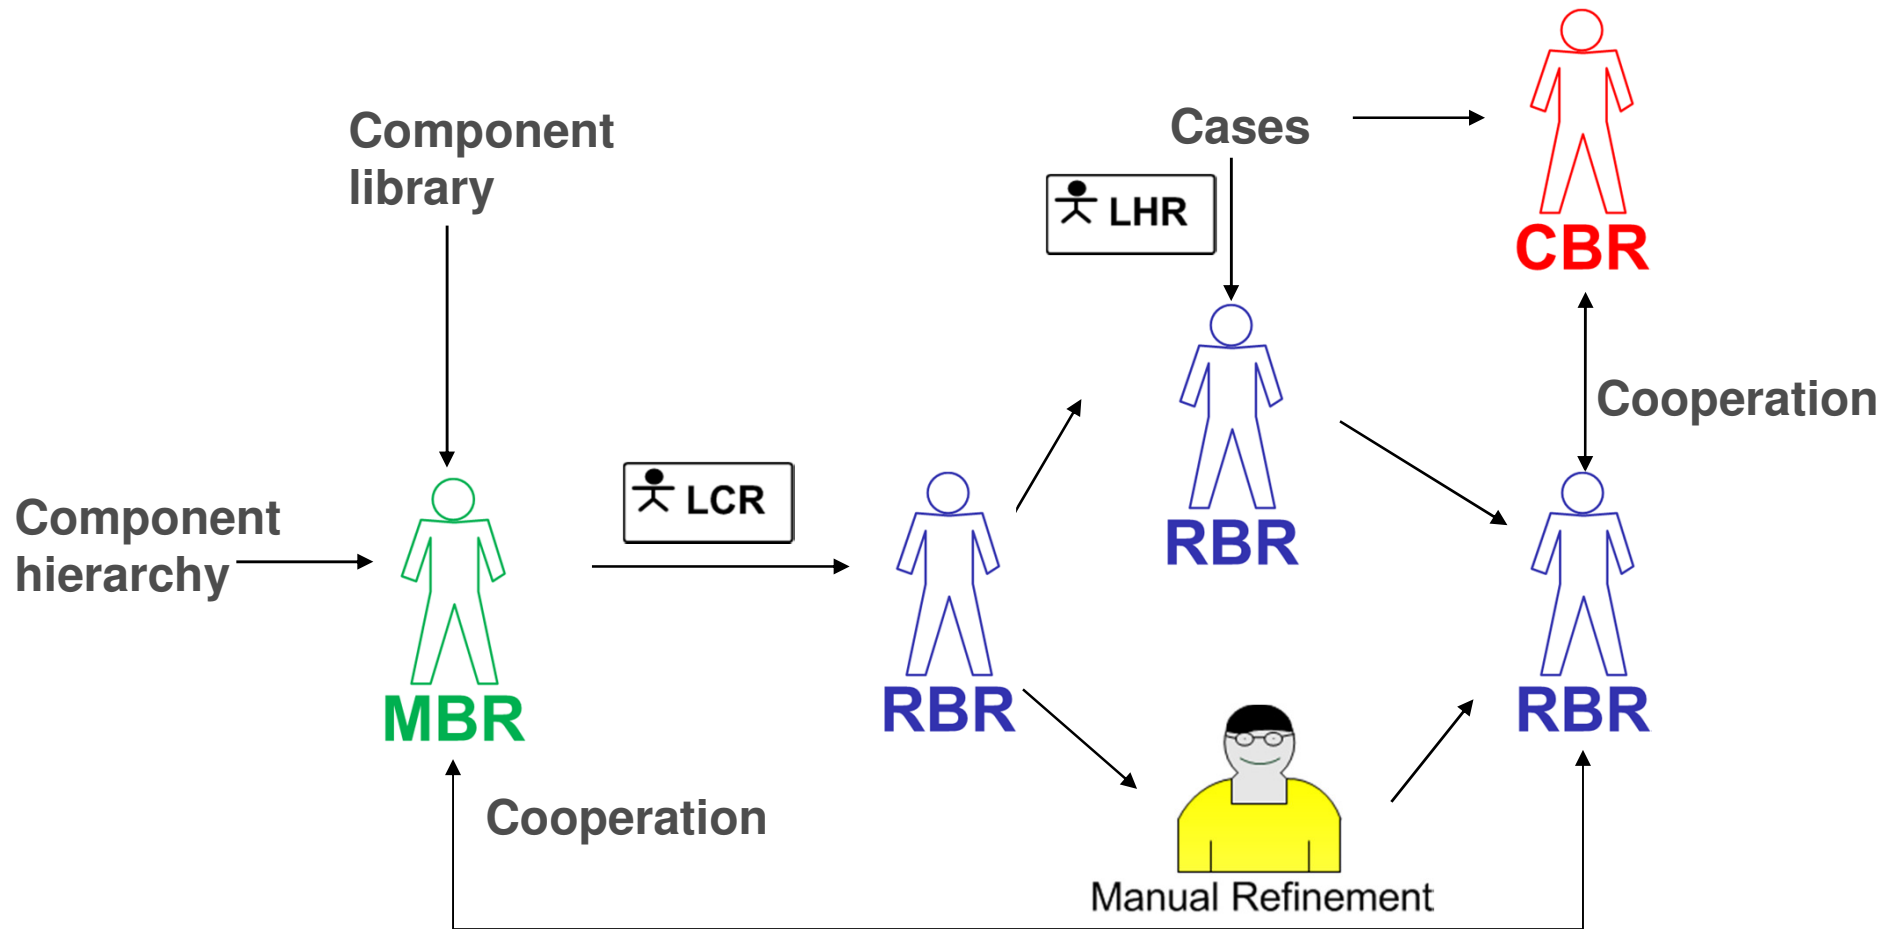 Component
library
Cases
LHR
CBR
Cooperation
Component
hierarchy
LCR
RBR
MBR
RBR
RBR
Cooperation
Manual Refinement